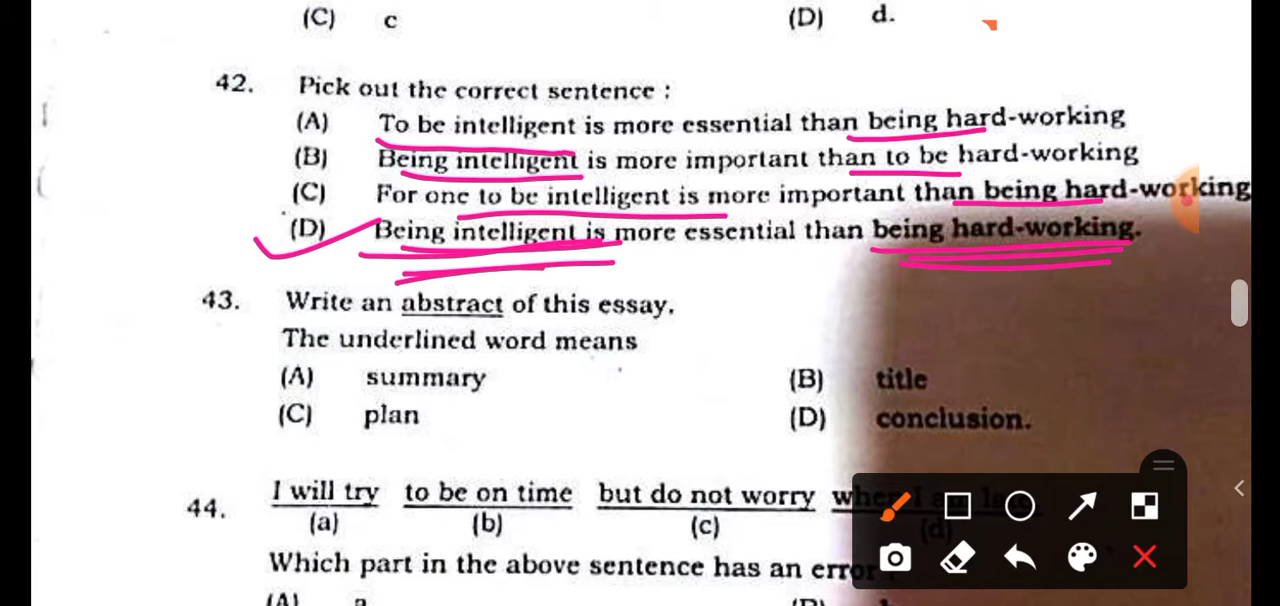 (C) c (D) d.
42. Pick out the correct sentence :
(A) To be intelligent is more essential than being hard-working
(B) Being intelligent is more important than to be hard-working
(C) For one to be intelligent is more important than being hard-working
(D) Being intelligent is more essential than being hard-working.
43. Write an abstract of this essay.
The underlined word means
(A) summary (B) title
(C) plan (D) conclusion.
44. I will try to be on time but do not worry
(a) (b) (c) (d)
Which part in the above sentence has an error
(A) a